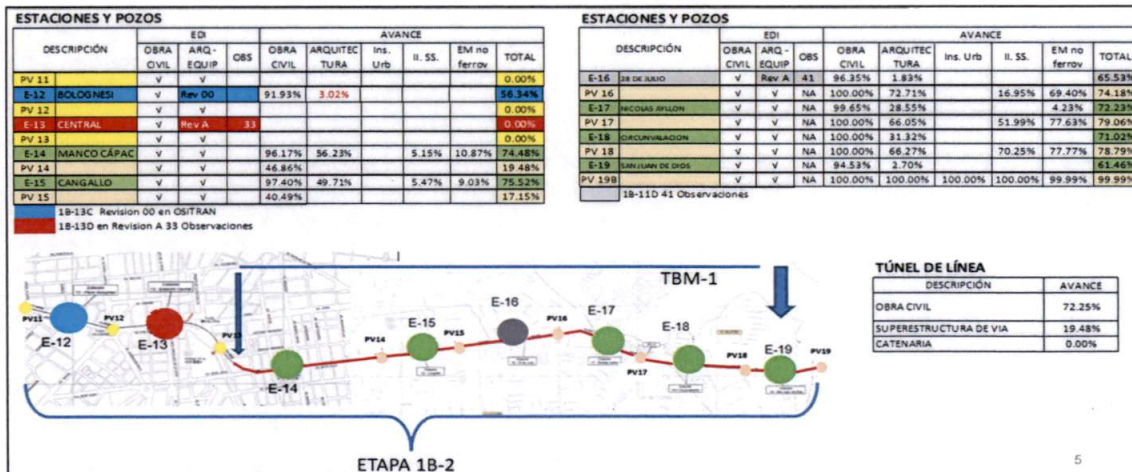 ESTACIONES Y POZOS
DESCRIPCIÓN EDI AVANCE
OBRA CIVIL ARQ - EQUIP OBS OBRA CIVIL ARQUITEC TURA Ins. Urb II. SS. EM no ferrov TOTAL
PV 11 √ √ 0.00%
E-12 BOLOGNESI √ Rev 00 91.93% 3.02% 56.34%
PV 12 √ √ 0.00%
E-13 CENTRAL √ Rev A 33 0.00%
PV 13 √ √ 0.00%
E-14 MANCO CÁPAC √ √ 96.17% 56.23% 5.15% 10.87% 74.48%
PV 14 √ √ 46.86% 19.48%
E-15 CANGALLO √ √ 97.40% 49.71% 5.47% 9.03% 75.52%
PV 15 √ √ 40.49% 17.15%
1B-13C Revision 00 en OSITRAN
1B-13D en Revision A 33 Observaciones
ESTACIONES Y POZOS
DESCRIPCIÓN EDI AVANCE
OBRA CIVIL ARQ - EQUIP OBS OBRA CIVIL ARQUITEC TURA Ins. Urb II. SS. EM no ferrov TOTAL
E-16 28 DE JULIO √ Rev A 41 96.35% 1.83% 65.53%
PV 16 √ √ NA 100.00% 72.71% 16.95% 69.40% 74.18%
E-17 NICOLAS AYLLON √ √ NA 99.65% 28.55% 4.23% 72.23%
PV 17 √ √ NA 100.00% 66.05% 51.99% 77.63% 79.06%
E-18 CIRCUNVALACION √ √ NA 100.00% 31.32% 71.02%
PV 18 √ √ NA 100.00% 66.27% 70.25% 77.77% 78.79%
E-19 SAN JUAN DE DIOS √ √ NA 94.53% 2.70% 61.46%
PV 19B √ √ NA 100.00% 100.00% 100.00% 100.00% 99.99% 99.99%
1B-11D 41 Observaciones
TBM-1
PV11
E-12
PV12
E-13
PV13
E-14
PV14
E-15
PV15
E-16
PV16
E-17
PV17
E-18
PV18
E-19
PV19
ETAPA 1B-2
TÚNEL DE LÍNEA
DESCRIPCIÓN AVANCE
OBRA CIVIL 72.25%
SUPERESTRUCTURA DE VIA 19.48%
CATENARIA 0.00%
5